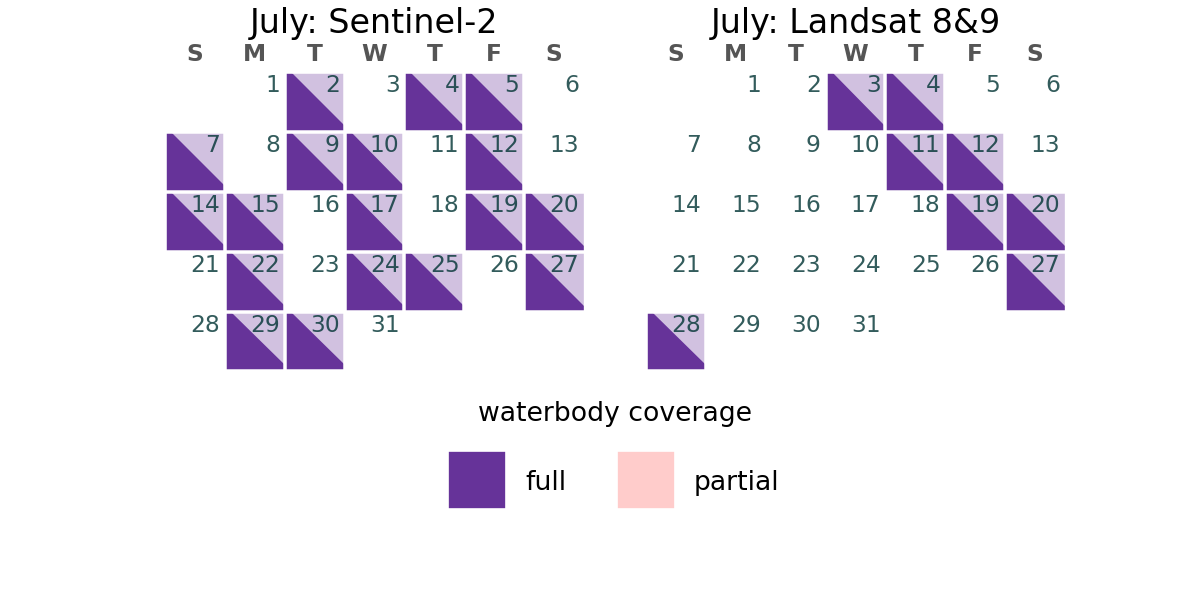 July: Sentinel-2
S M T W T F S
1 2 3 4 5 6
7 8 9 10 11 12 13
14 15 16 17 18 19 20
21 22 23 24 25 26 27
28 29 30 31
July: Landsat 8&9
S M T W T F S
1 2 3 4 5 6
7 8 9 10 11 12 13
14 15 16 17 18 19 20
21 22 23 24 25 26 27
28 29 30 31
waterbody coverage
full partial